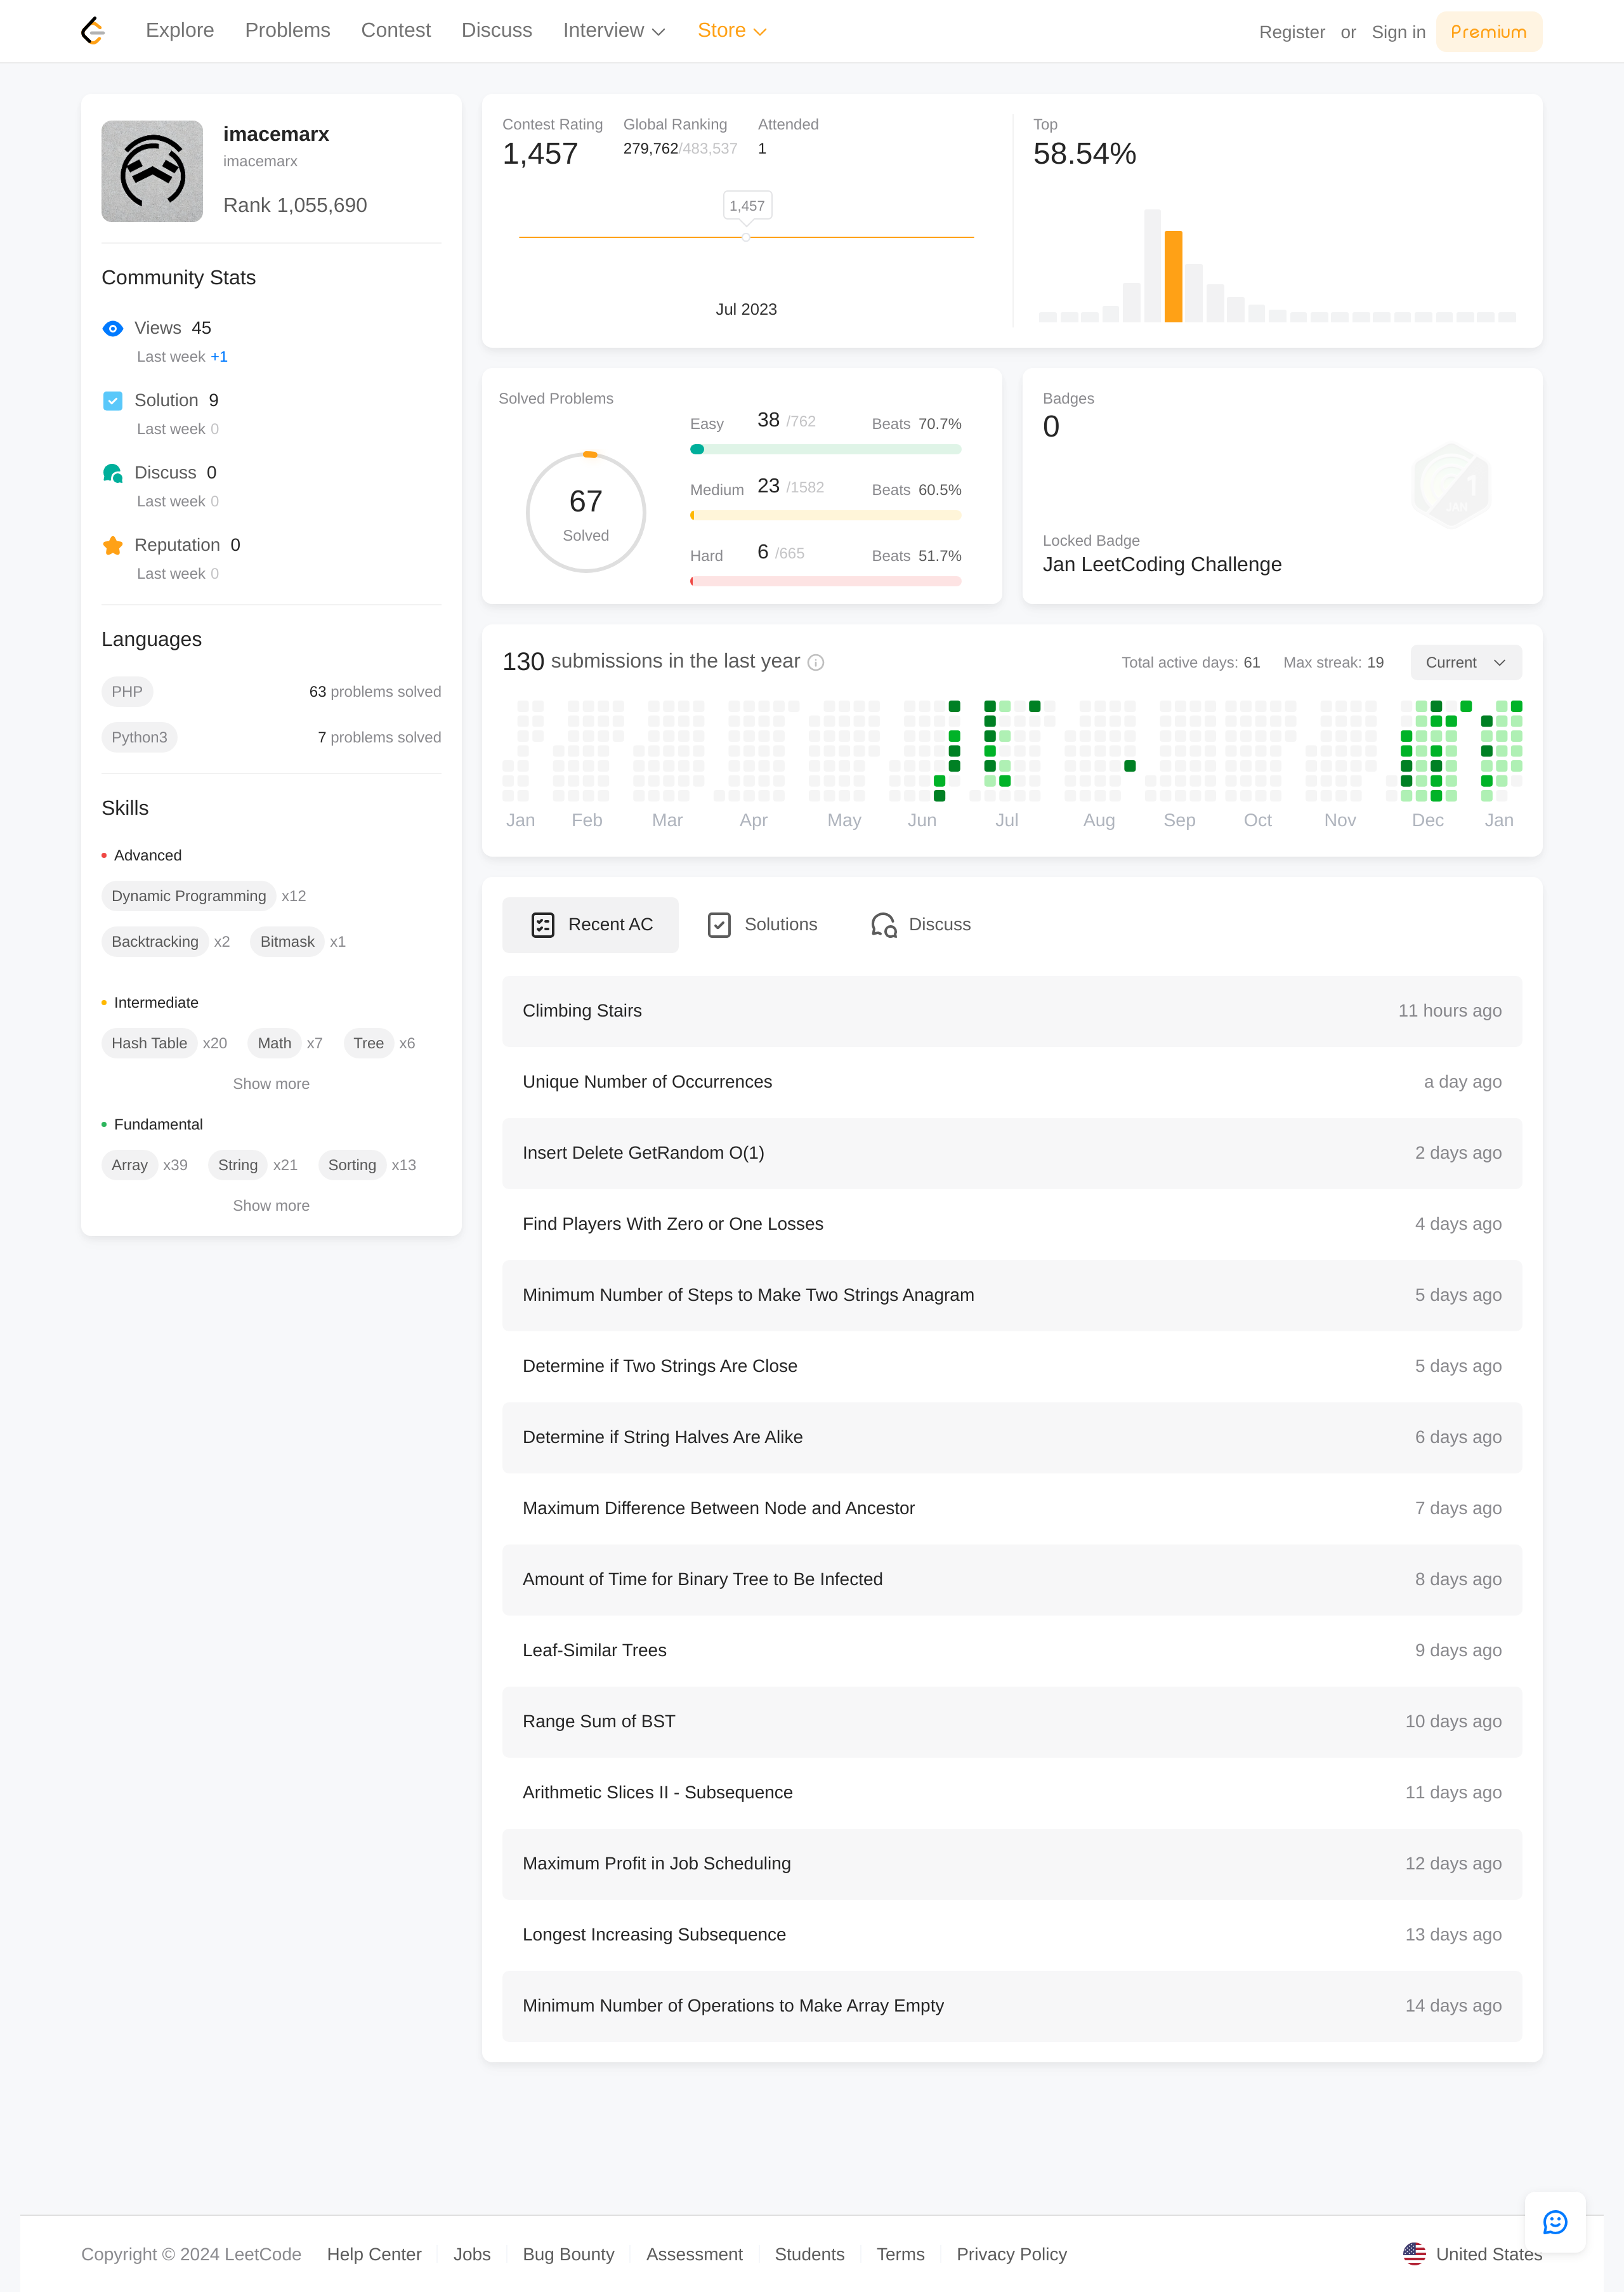 Explore Problems Contest Discuss Interview Store Register or Sign in Premium
imacemarx
imacemarx
Rank 1,055,690
Community Stats
Views 45
Last week +1
Solution 9
Last week 0
Discuss 0
Last week 0
Reputation 0
Last week 0
Languages
PHP 63 problems solved
Python3 7 problems solved
Skills
Advanced
Dynamic Programming x12
Backtracking x2 Bitmask x1
Intermediate
Hash Table x20 Math x7 Tree x6
Show more
Fundamental
Array x39 String x21 Sorting x13
Show more
Contest Rating Global Ranking Attended
1,457 279,762/483,537 1
1,457
Jul 2023
Top
58.54%
Solved Problems
67
Solved
Easy 38 /762 Beats 70.7%
Medium 23 /1582 Beats 60.5%
Hard 6 /665 Beats 51.7%
Badges
0
1
JAN
Locked Badge
Jan LeetCoding Challenge
130 submissions in the last year Total active days: 61 Max streak: 19 Current
Jan Feb Mar Apr May Jun Jul Aug Sep Oct Nov Dec Jan
Recent AC Solutions Discuss
Climbing Stairs 11 hours ago
Unique Number of Occurrences a day ago
Insert Delete GetRandom O(1) 2 days ago
Find Players With Zero or One Losses 4 days ago
Minimum Number of Steps to Make Two Strings Anagram 5 days ago
Determine if Two Strings Are Close 5 days ago
Determine if String Halves Are Alike 6 days ago
Maximum Difference Between Node and Ancestor 7 days ago
Amount of Time for Binary Tree to Be Infected 8 days ago
Leaf-Similar Trees 9 days ago
Range Sum of BST 10 days ago
Arithmetic Slices II - Subsequence 11 days ago
Maximum Profit in Job Scheduling 12 days ago
Longest Increasing Subsequence 13 days ago
Minimum Number of Operations to Make Array Empty 14 days ago
Copyright © 2024 LeetCode Help Center Jobs Bug Bounty Assessment Students Terms Privacy Policy United States